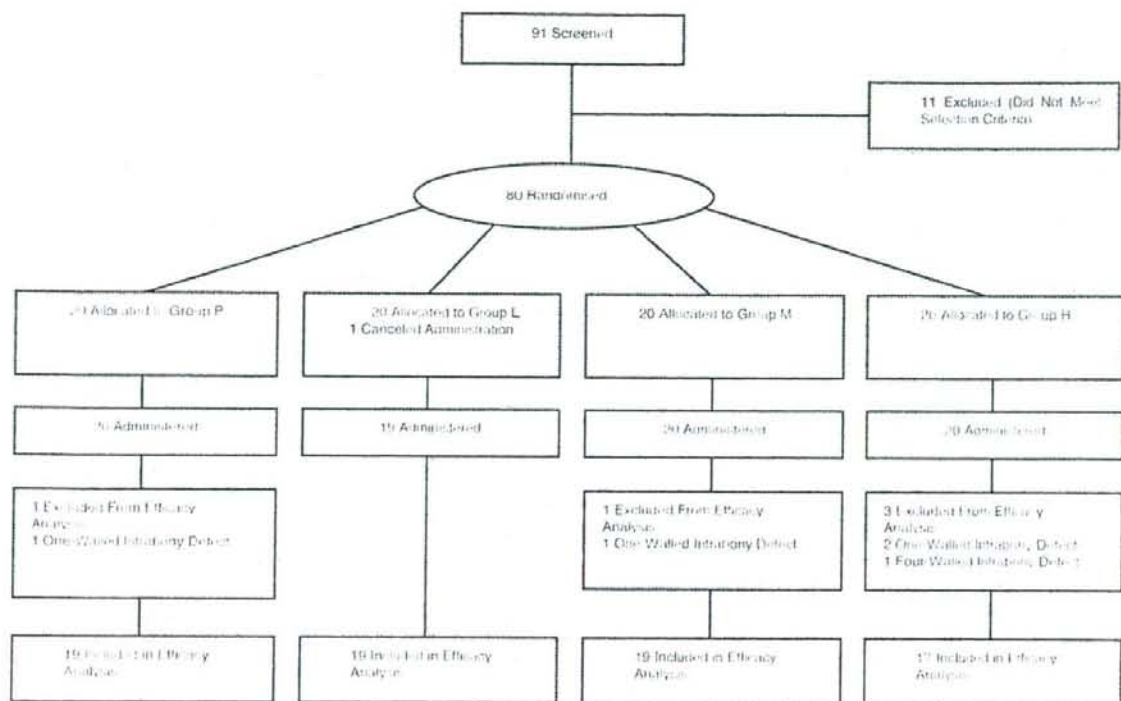 91 Screened
11 Excluded (Did Not Meet
Selection Criteria)
80 Randomised
20 Allocated to Group P
20 Allocated to Group L
1 Canceled Administration
20 Allocated to Group M
20 Allocated to Group H
20 Administered
19 Administered
20 Administered
20 Administered
1 Excluded From Efficacy
Analysis
1 One-Walled Intrabony Defect
1 Excluded From Efficacy
Analysis
1 One-Walled Intrabony Defect
3 Excluded From Efficacy
Analysis
2 One-Walled Intrabony Defect
1 Four-Walled Intrabony Defect
19 Included in Efficacy
Analysis
19 Included in Efficacy
Analysis
19 Included in Efficacy
Analysis
17 Included in Efficacy
Analysis